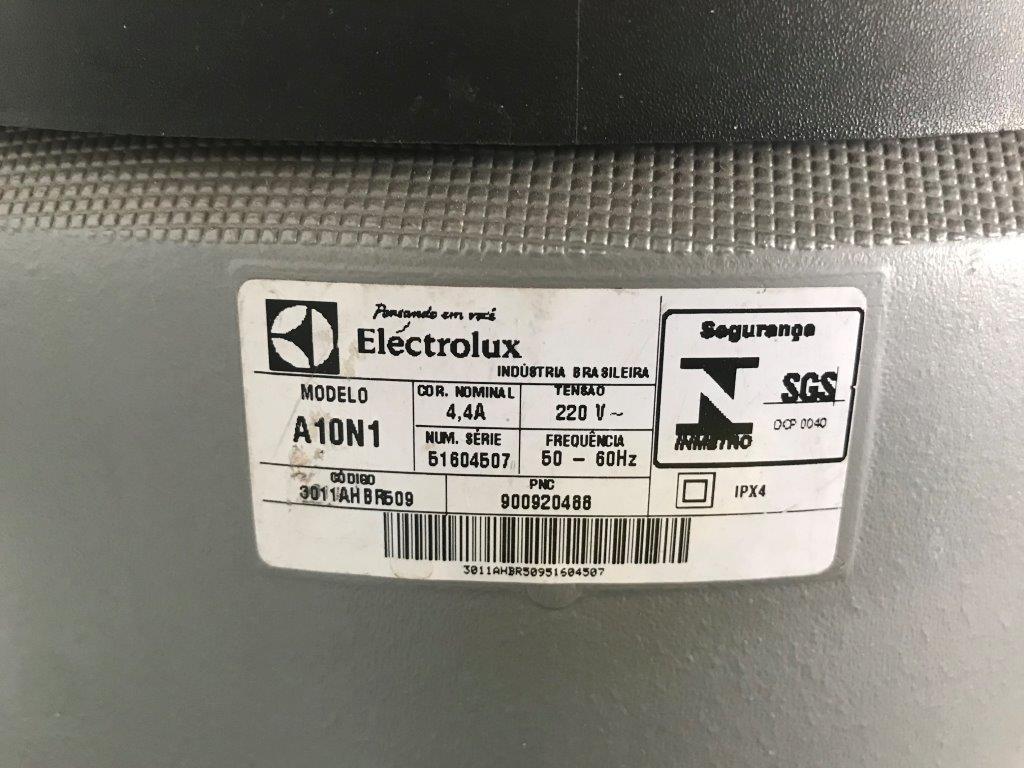 Pensando em você
Electrolux
INDÚSTRIA BRASILEIRA
MODELO
A10N1
COR. NOMINAL
4,4A
TENSÃO
220 V ~
NUM. SÉRIE
51604507
FREQUÊNCIA
50 - 60Hz
CÓDIGO
3011AHBR509
PNC
900920488
3011AHBR50951604507
Segurança
SGS
INMETRO
OCP 0040
IPX4